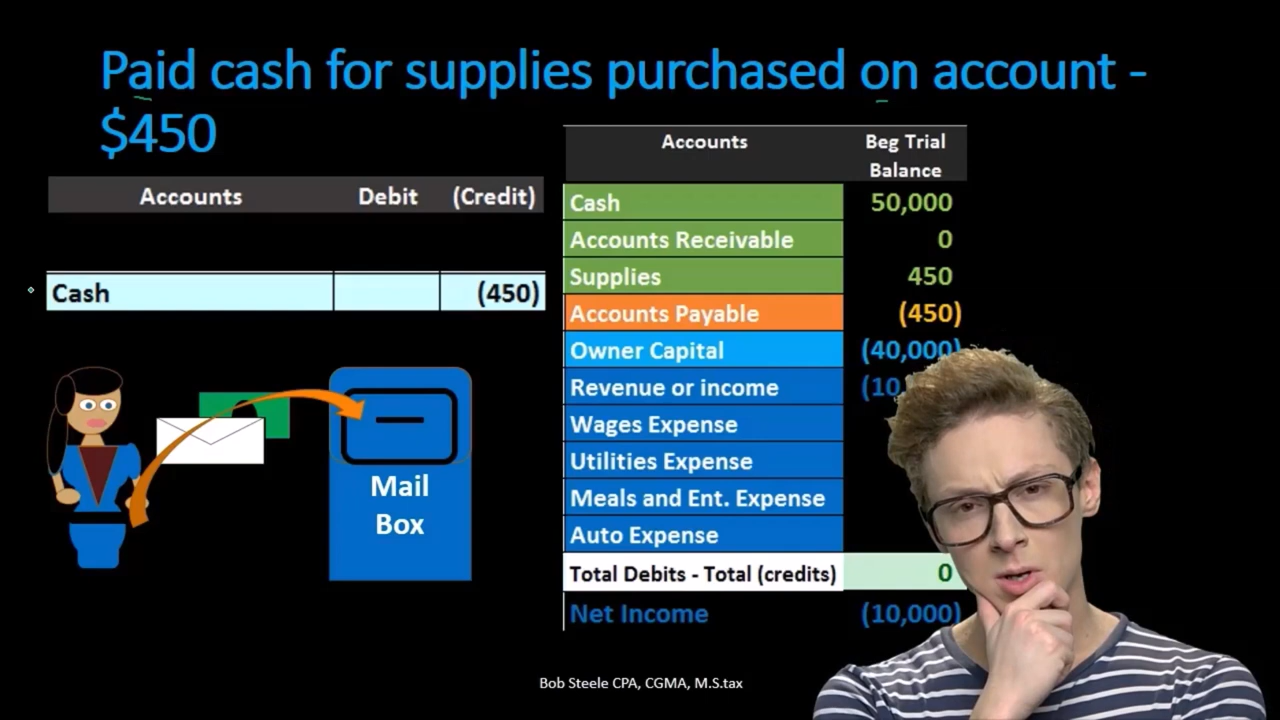 Paid cash for supplies purchased on account -
$450
Accounts Debit (Credit)
Cash (450)
Mail
Box
Accounts Beg Trial
Balance
Cash 50,000
Accounts Receivable 0
Supplies 450
Accounts Payable (450)
Owner Capital (40,000)
Revenue or income (10,
Wages Expense
Utilities Expense
Meals and Ent. Expense
Auto Expense
Total Debits - Total (credits) 0
Net Income (10,000)
Bob Steele CPA, CGMA, M.S.tax